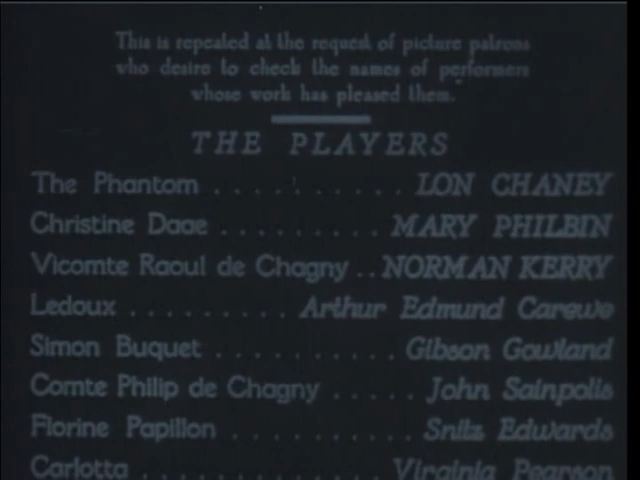 This is repeated at the request of picture patrons
who desire to check the names of performers
whose work has pleased them."
THE PLAYERS
The Phantom . . . . . . . . . . LON CHANEY
Christine Daae . . . . . . . . . MARY PHILBIN
Vicomte Raoul de Chagny . . NORMAN KERRY
Ledoux . . . . . . . . . Arthur Edmund Carewe
Simon Buquet . . . . . . . . . . Gibson Gowland
Comte Philip de Chagny . . . . . John Sainpolis
Florine Papillon . . . . . . . . . Snitz Edwards
Carlotta . . . . . . . . . . . . . Virginia Pearson